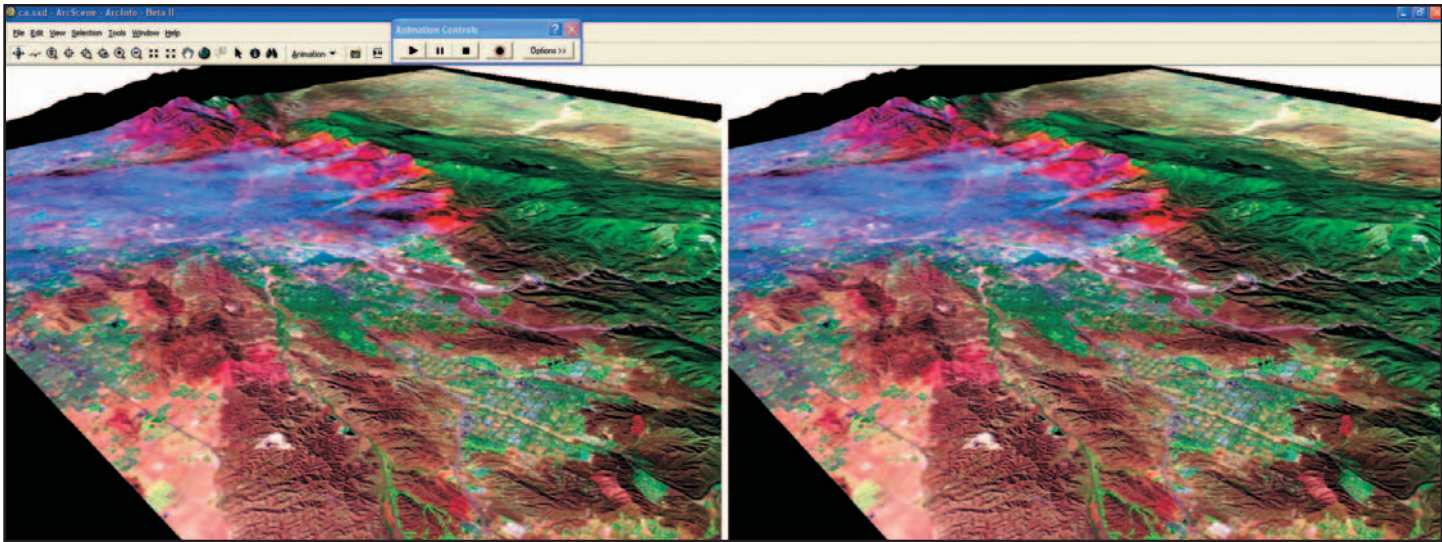 ca.sxd - ArcScene - ArcInfo - Beta II
File Edit View Selection Tools Window Help
Animation
Animation Controls
Options >>